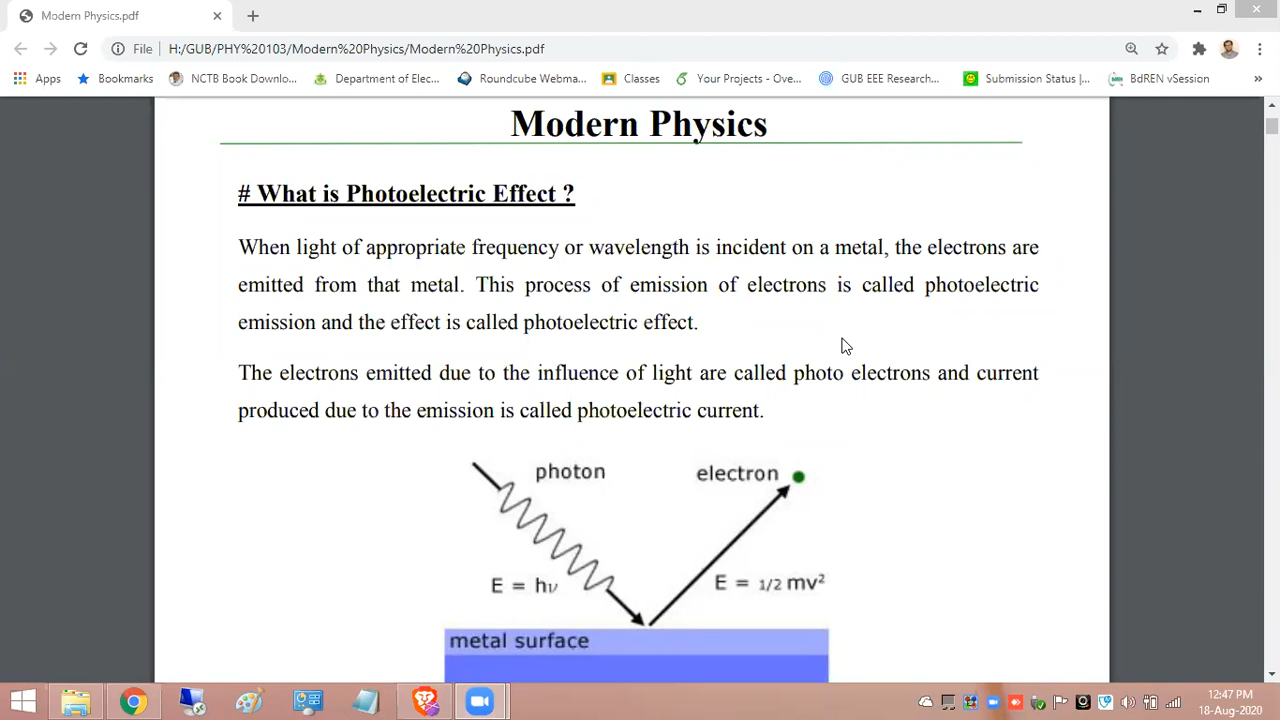 Modern Physics.pdf
File H:/GUB/PHY%20103/Modern%20Physics/Modern%20Physics.pdf
Apps Bookmarks NCTB Book Downlo... Department of Elec... Roundcube Webma... Classes Your Projects - Ove... GUB EEE Research... Submission Status |... BdREN vSession »
Modern Physics
# What is Photoelectric Effect ?
When light of appropriate frequency or wavelength is incident on a metal, the electrons are
emitted from that metal. This process of emission of electrons is called photoelectric
emission and the effect is called photoelectric effect.
The electrons emitted due to the influence of light are called photo electrons and current
produced due to the emission is called photoelectric current.
photon electron
E = hν E = 1/2 mv²
metal surface
12:47 PM
18-Aug-2020